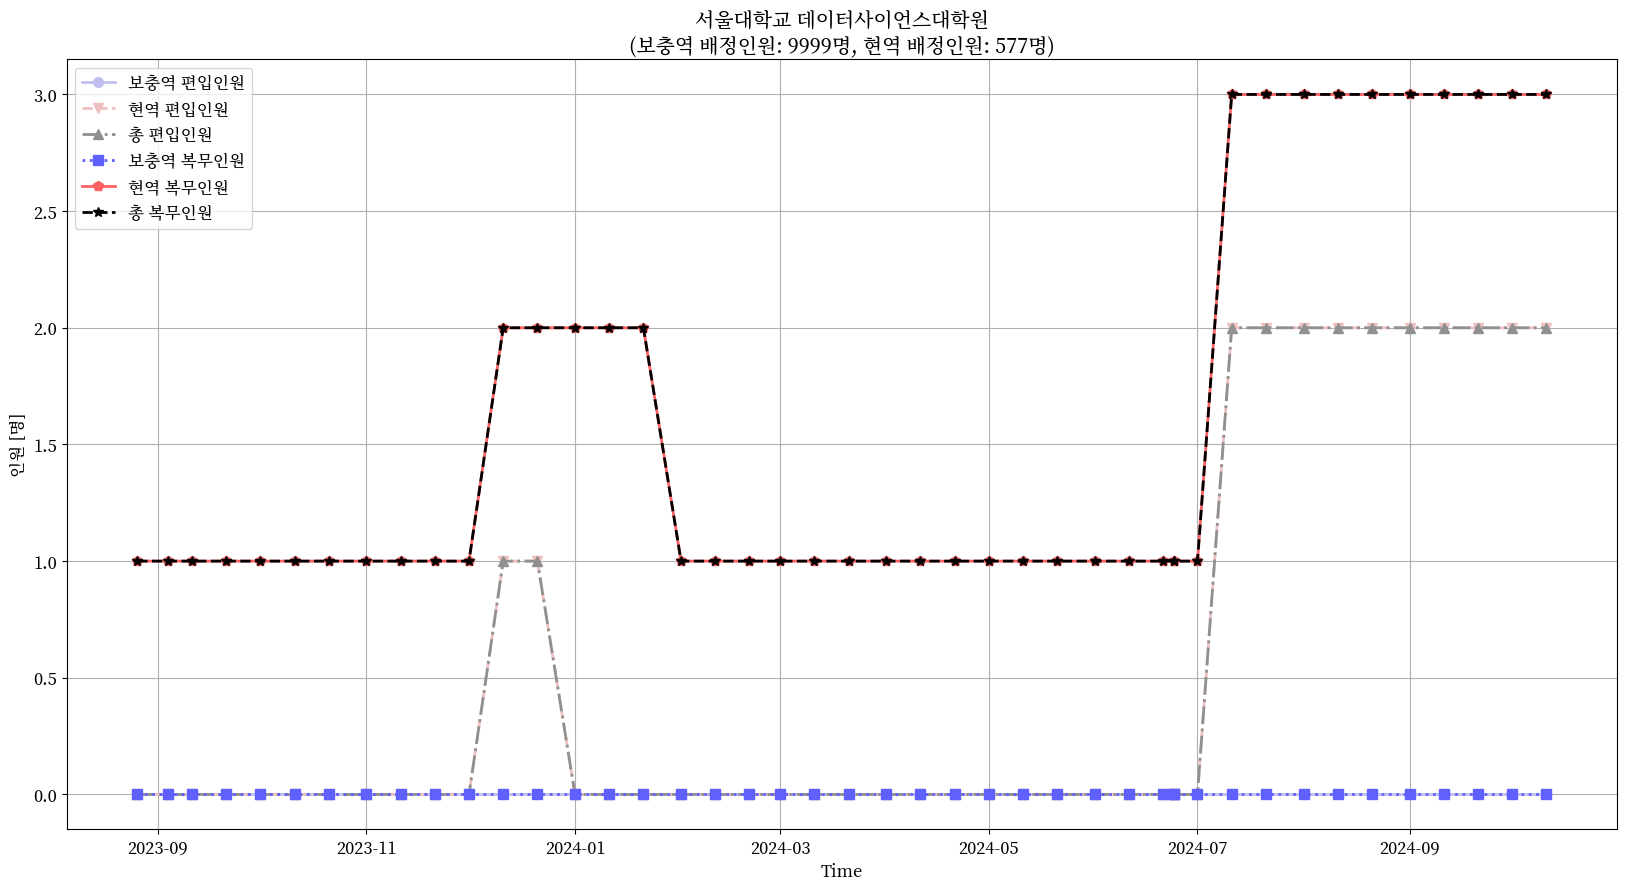 서울대학교 데이터사이언스대학원
(보충역 배정인원: 9999명, 현역 배정인원: 577명)
보충역 편입인원
현역 편입인원
총 편입인원
보충역 복무인원
현역 복무인원
총 복무인원
3.0
2.5
2.0
1.5
1.0
0.5
0.0
인원 [명]
2023-09 2023-11 2024-01 2024-03 2024-05 2024-07 2024-09
Time